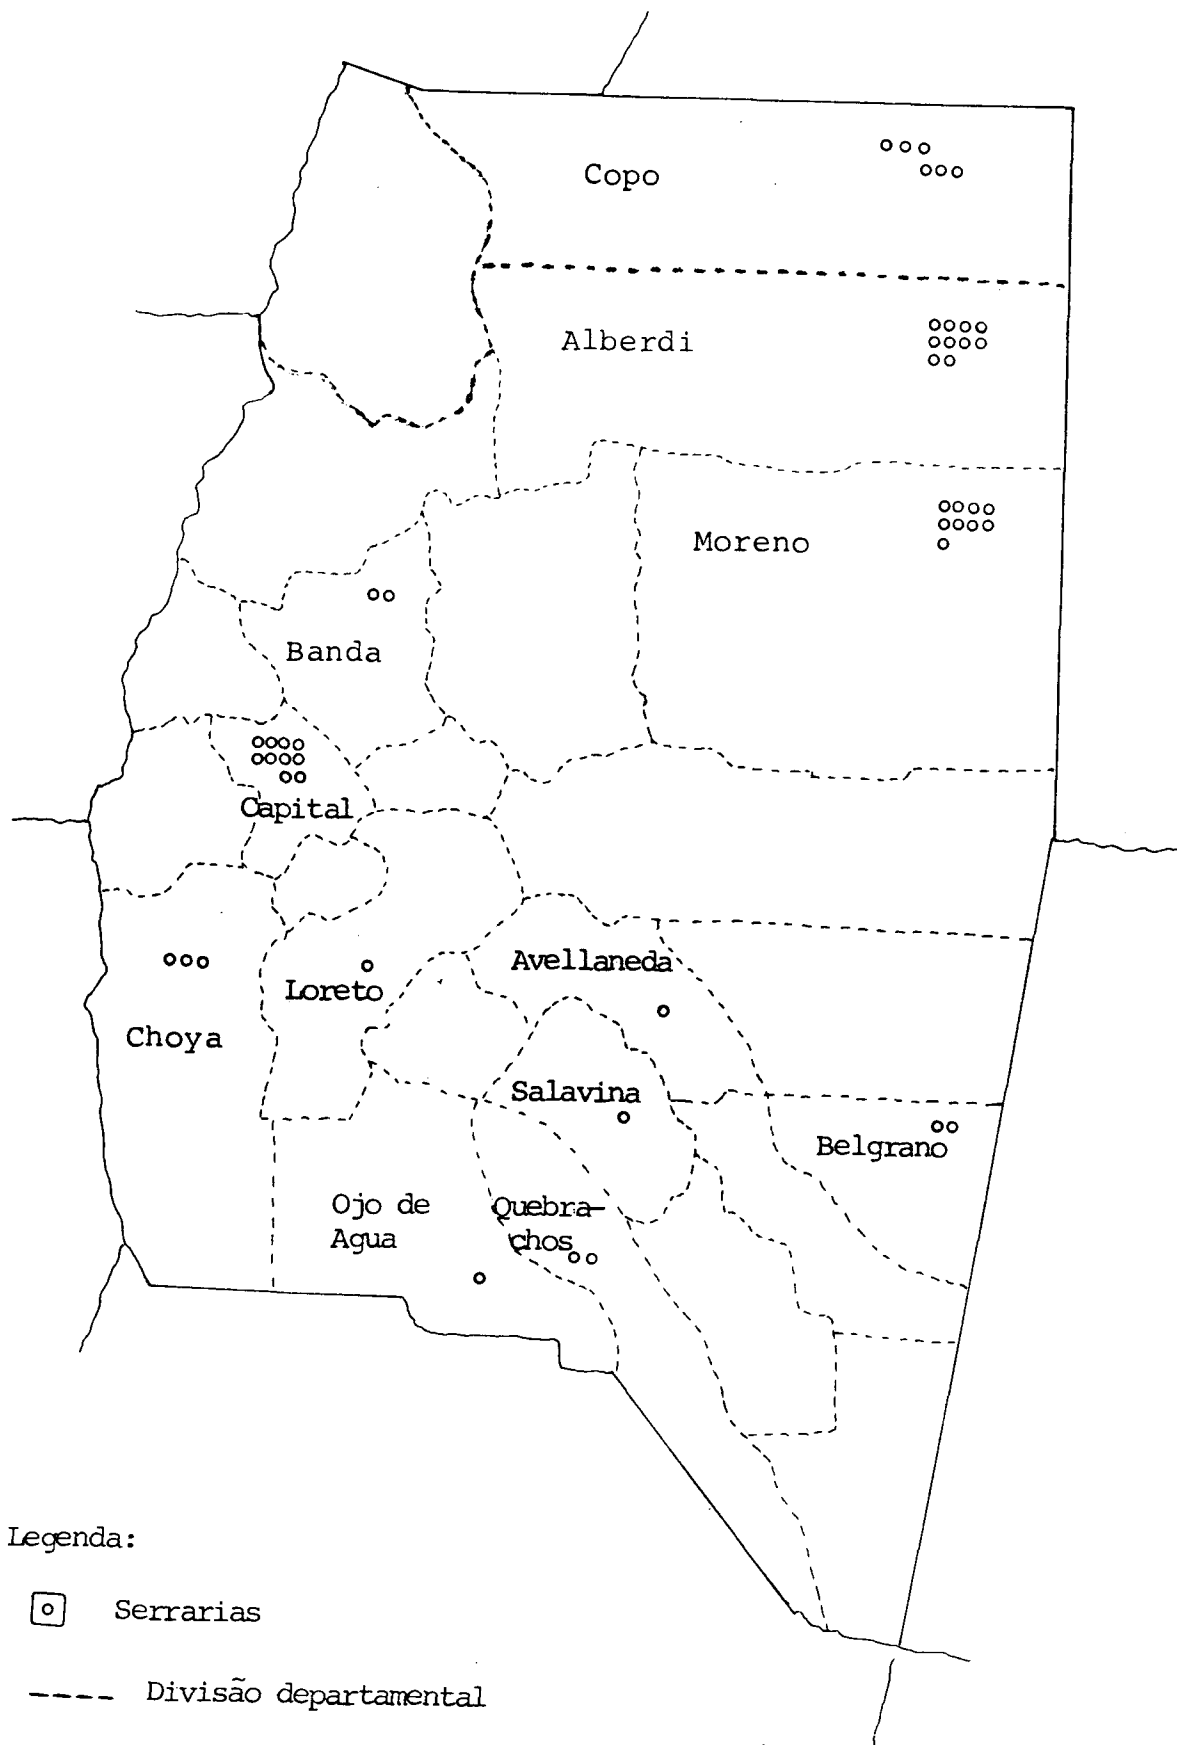 Copo
Alberdi
Moreno
Banda
Capital
Avellaneda
Loreto
Choya
Salavina
Belgrano
Ojo de
Agua
Quebra-
chos
Legenda:
Serrarias
Divisão departamental